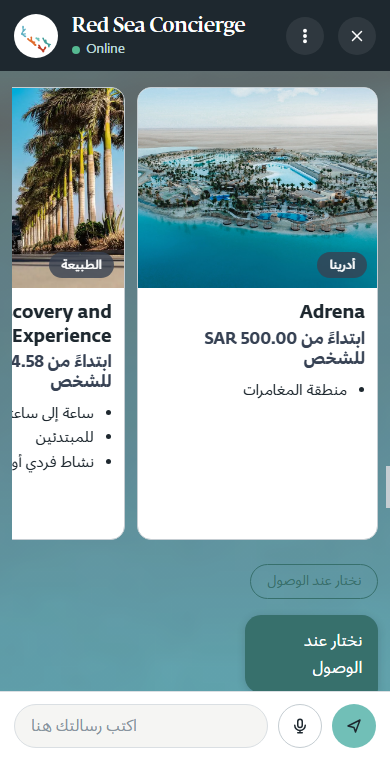 Red Sea Concierge
Online
أدرينا
Adrena
ابتداءً من SAR 500.00
للشخص
منطقة المغامرات
الطبيعة
covery and
Experience
ابتداءً من 4.58
للشخص
ساعة إلى
للمبتدئين
نشاط فردي أو
نختار عند الوصول
نختار عند
الوصول
اكتب رسالتك هنا